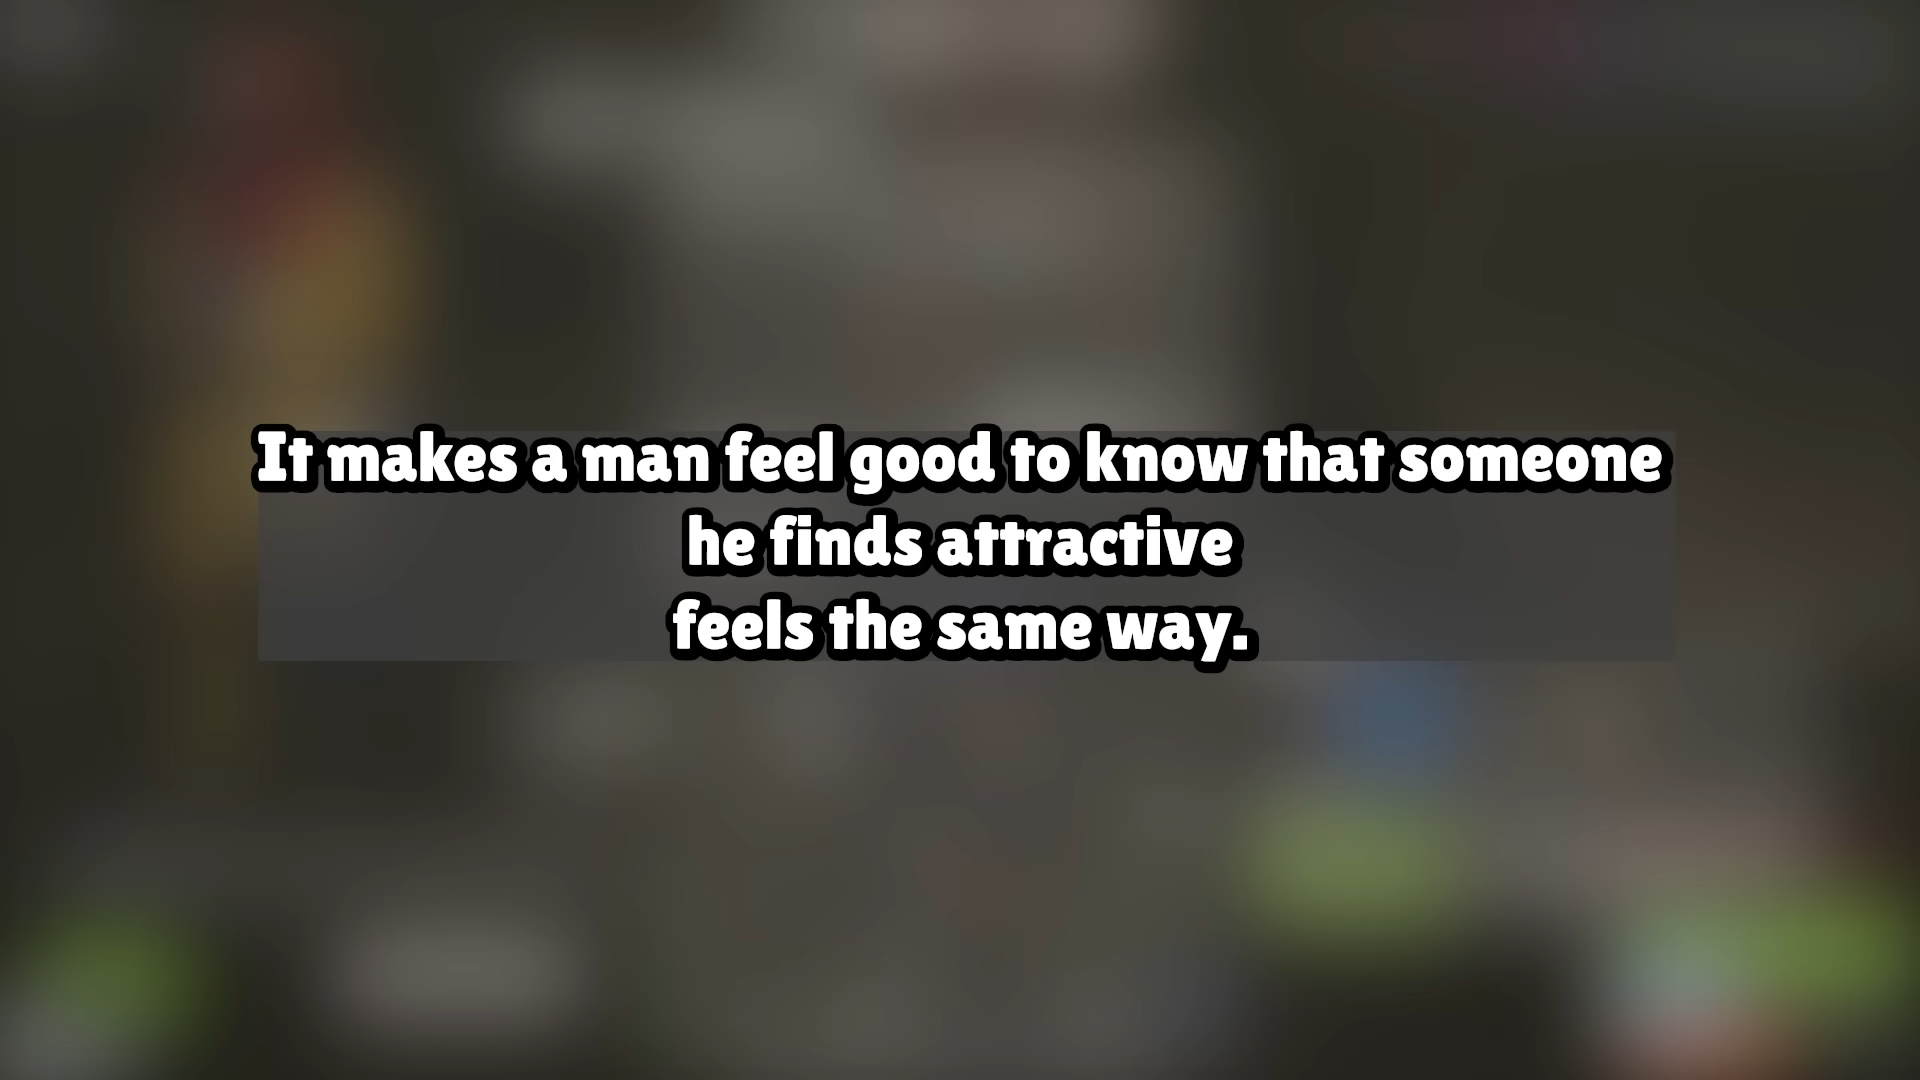 It makes a man feel good to know that someone
he finds attractive
feels the same way.